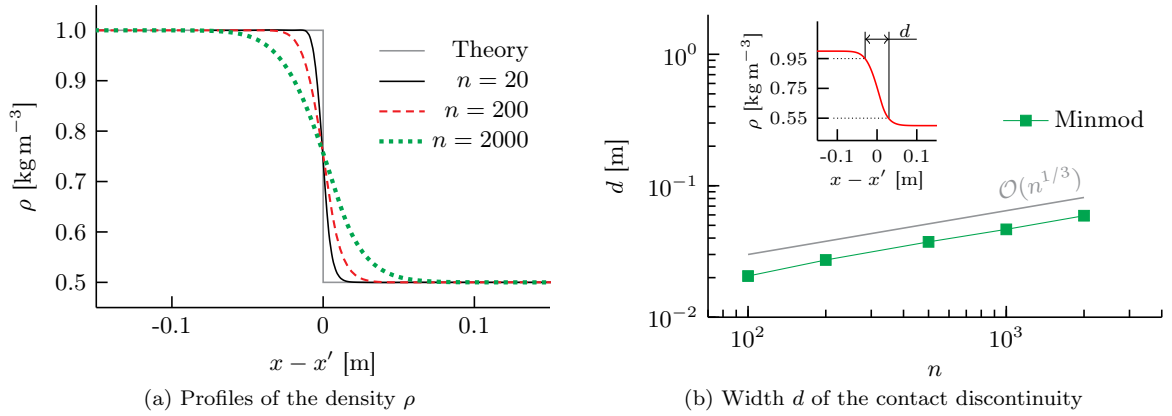 1.0
0.9
0.8
0.7
0.6
0.5
ρ [kg m⁻³]
-0.1
0
0.1
x − x′ [m]
Theory
n = 20
n = 200
n = 2000
(a) Profiles of the density ρ
10⁰
10⁻¹
10⁻²
d [m]
10²
10³
n
d
0.95
0.75
0.55
ρ [kg m⁻³]
-0.1
0
0.1
x − x′ [m]
Minmod
𝒪(n^{1/3})
(b) Width d of the contact discontinuity